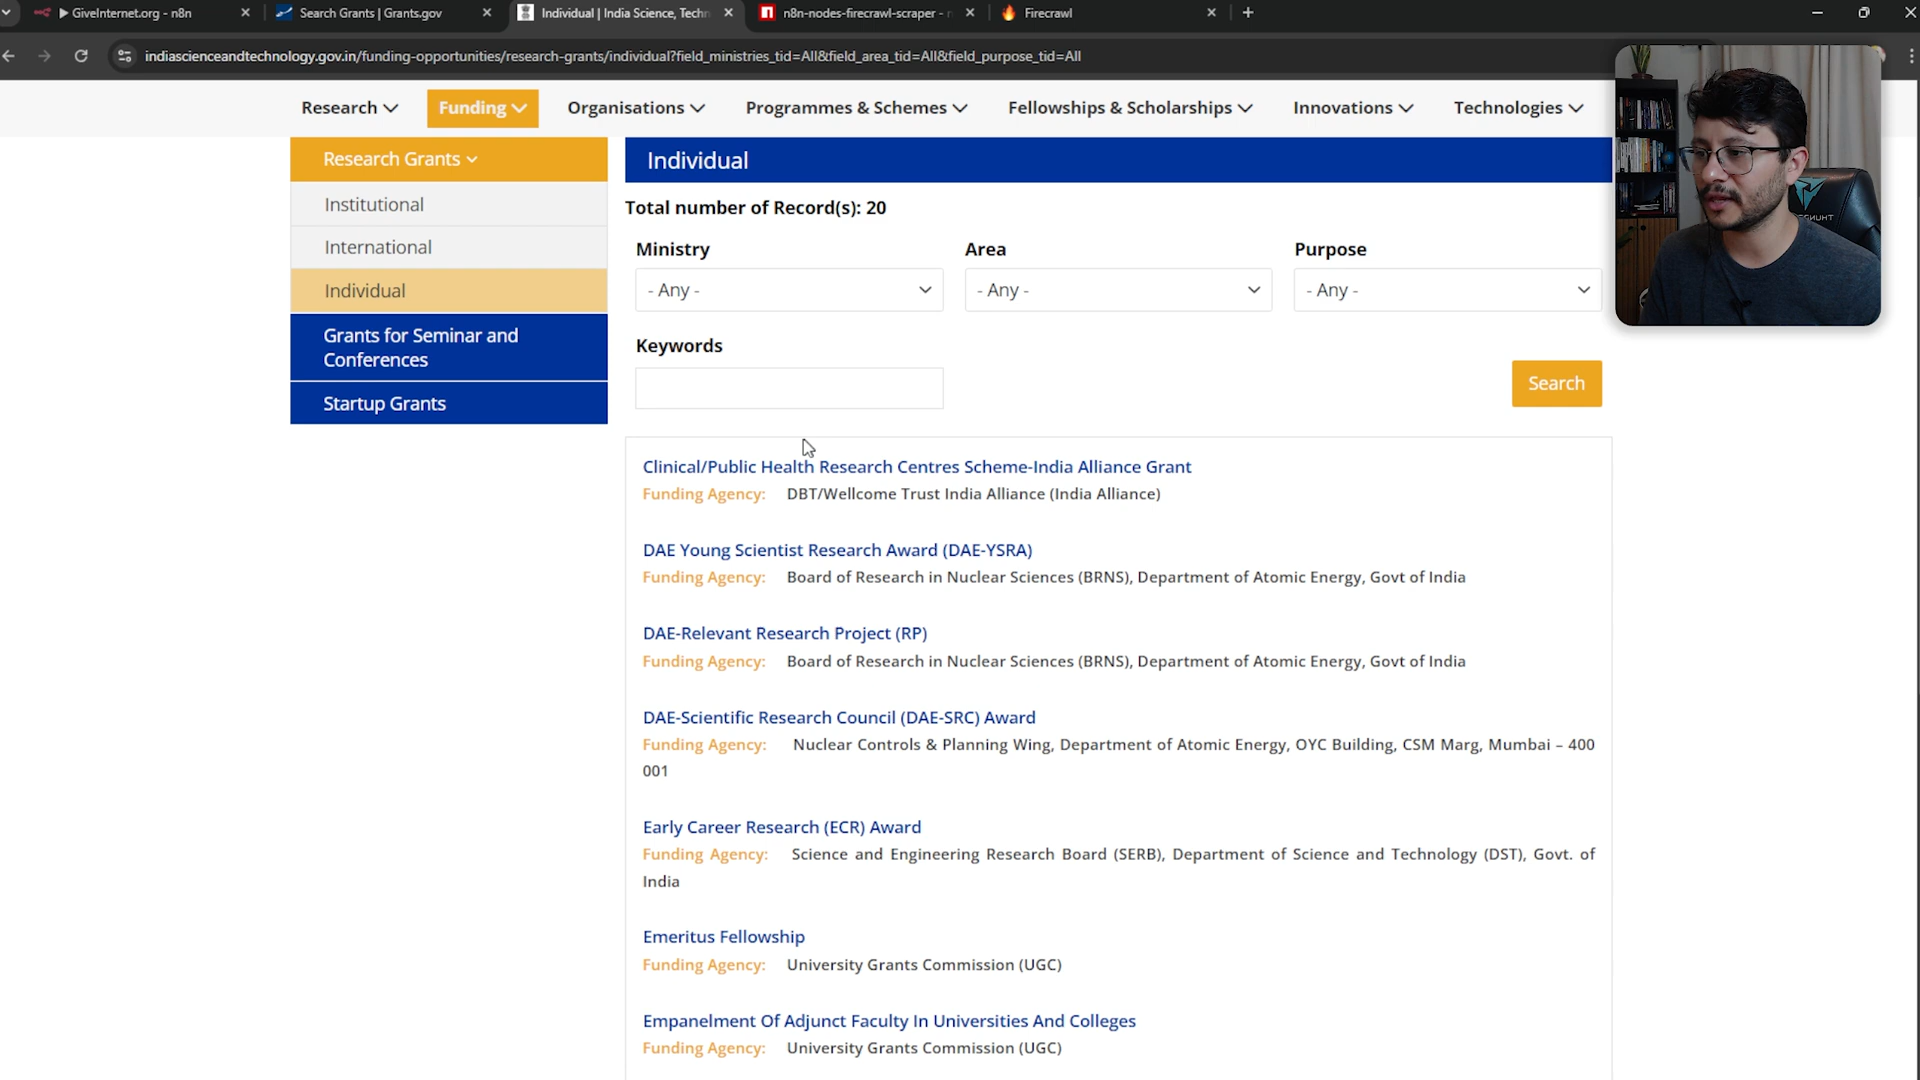 GiveInternet.org - n8n
Search Grants | Grants.gov
Individual | India Science, Techn
n8n-nodes-firecrawl-scraper -
Firecrawl
indiascienceandtechnology.gov.in/funding-opportunities/research-grants/individual?field_ministries_tid=All&field_area_tid=All&field_purpose_tid=All
Research
Funding
Organisations
Programmes & Schemes
Fellowships & Scholarships
Innovations
Technologies
Research Grants
Institutional
International
Individual
Grants for Seminar and
Conferences
Startup Grants
Individual
Total number of Record(s): 20
Ministry
Area
Purpose
- Any -
- Any -
- Any -
Keywords
Search
Clinical/Public Health Research Centres Scheme-India Alliance Grant
Funding Agency: DBT/Wellcome Trust India Alliance (India Alliance)
DAE Young Scientist Research Award (DAE-YSRA)
Funding Agency: Board of Research in Nuclear Sciences (BRNS), Department of Atomic Energy, Govt of India
DAE-Relevant Research Project (RP)
Funding Agency: Board of Research in Nuclear Sciences (BRNS), Department of Atomic Energy, Govt of India
DAE-Scientific Research Council (DAE-SRC) Award
Funding Agency: Nuclear Controls & Planning Wing, Department of Atomic Energy, OYC Building, CSM Marg, Mumbai – 400
001
Early Career Research (ECR) Award
Funding Agency: Science and Engineering Research Board (SERB), Department of Science and Technology (DST), Govt. of
India
Emeritus Fellowship
Funding Agency: University Grants Commission (UGC)
Empanelment Of Adjunct Faculty In Universities And Colleges
Funding Agency: University Grants Commission (UGC)